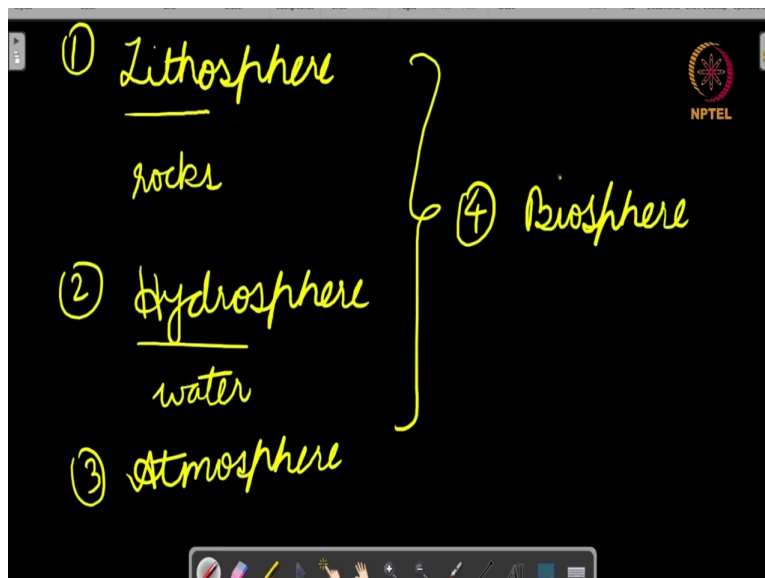 ① Lithosphere
rocks
② Hydrosphere
water
③ Atmosphere
④ Biosphere
NPTEL